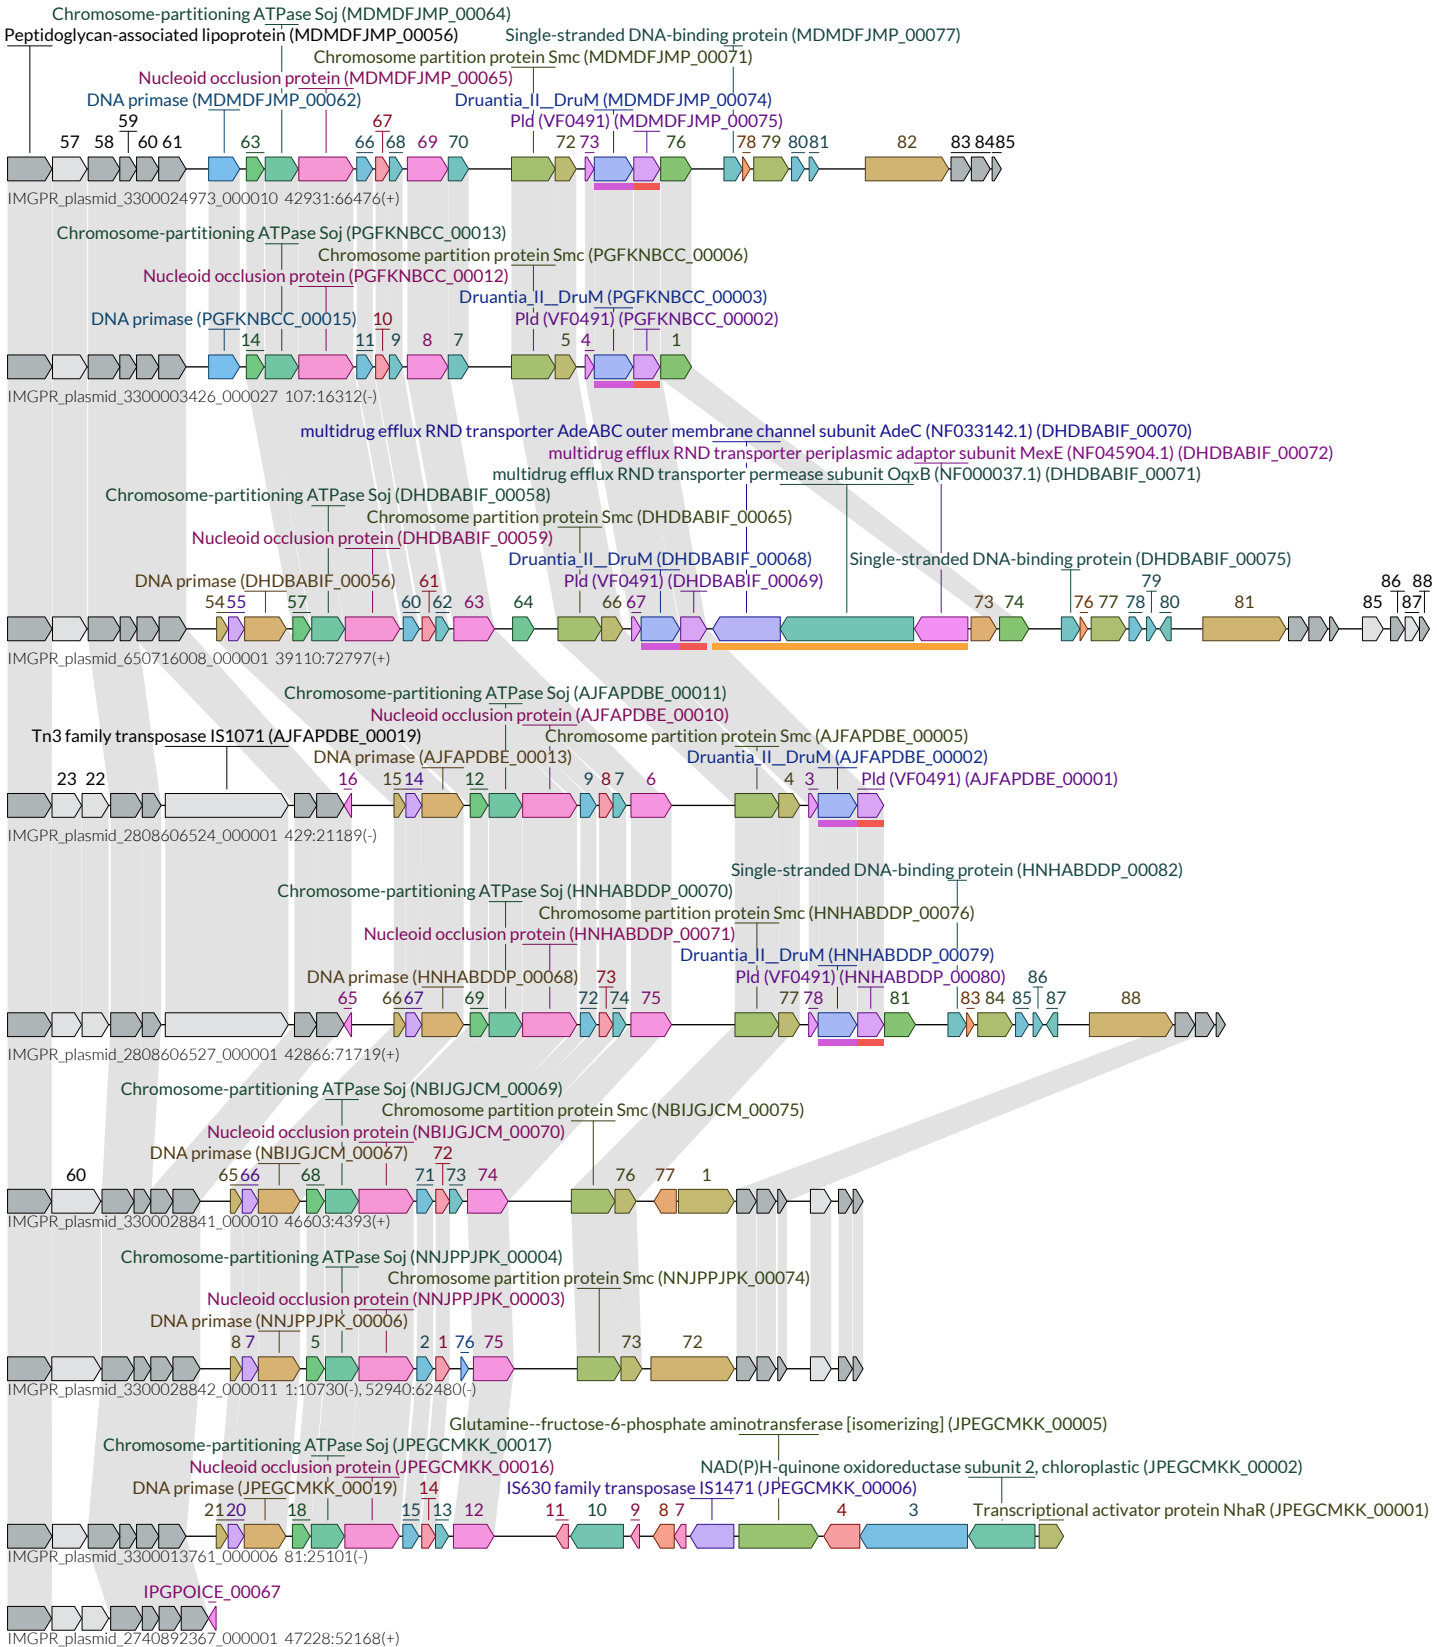 Chromosome-partitioning ATPase Soj (MDMDFJMP_00064)
Peptidoglycan-associated lipoprotein (MDMDFJMP_00056) Single-stranded DNA-binding protein (MDMDFJMP_00077)
Chromosome partition protein Smc (MDMDFJMP_00071)
Nucleoid occlusion protein (MDMDFJMP_00065)
DNA primase (MDMDFJMP_00062) Druantia_II__DruM (MDMDFJMP_00074)
59 67 Pld (VF0491) (MDMDFJMP_00075)
57 58 60 61 63 66 68 69 70 72 73 76 78 79 80 81 82 83 84 85
IMGPR_plasmid_3300024973_000010 42931:66476(+)
Chromosome-partitioning ATPase Soj (PGFKNBCC_00013)
Chromosome partition protein Smc (PGFKNBCC_00006)
Nucleoid occlusion protein (PGFKNBCC_00012)
Druantia_II__DruM (PGFKNBCC_00003)
DNA primase (PGFKNBCC_00015) 10 Pld (VF0491) (PGFKNBCC_00002)
14 11 9 8 7 5 4 1
IMGPR_plasmid_3300003426_000027 107:16312(-)
multidrug efflux RND transporter AdeABC outer membrane channel subunit AdeC (NF033142.1) (DHDBABIF_00070)
multidrug efflux RND transporter periplasmic adaptor subunit MexE (NF045904.1) (DHDBABIF_00072)
multidrug efflux RND transporter permease subunit OqxB (NF000037.1) (DHDBABIF_00071)
Chromosome-partitioning ATPase Soj (DHDBABIF_00058)
Chromosome partition protein Smc (DHDBABIF_00065)
Nucleoid occlusion protein (DHDBABIF_00059)
Druantia_II__DruM (DHDBABIF_00068) Single-stranded DNA-binding protein (DHDBABIF_00075)
DNA primase (DHDBABIF_00056) 61 Pld (VF0491) (DHDBABIF_00069) 79 86 88
54 55 57 60 62 63 64 66 67 73 74 76 77 78 80 81 85 87
IMGPR_plasmid_650716008_000001 39110:72797(+)
Chromosome-partitioning ATPase Soj (AJFAPDBE_00011)
Nucleoid occlusion protein (AJFAPDBE_00010)
Tn3 family transposase IS1071 (AJFAPDBE_00019) Chromosome partition protein Smc (AJFAPDBE_00005)
DNA primase (AJFAPDBE_00013) Druantia_II__DruM (AJFAPDBE_00002)
23 22 16 15 14 12 9 8 7 6 4 3 Pld (VF0491) (AJFAPDBE_00001)
IMGPR_plasmid_2808606524_000001 429:21189(-)
Single-stranded DNA-binding protein (HNHABDDP_00082)
Chromosome-partitioning ATPase Soj (HNHABDDP_00070)
Chromosome partition protein Smc (HNHABDDP_00076)
Nucleoid occlusion protein (HNHABDDP_00071)
Druantia_II__DruM (HNHABDDP_00079)
DNA primase (HNHABDDP_00068) 73 Pld (VF0491) (HNHABDDP_00080) 86
65 66 67 69 72 74 75 77 78 81 83 84 85 87 88
IMGPR_plasmid_2808606527_000001 42866:71719(+)
Chromosome-partitioning ATPase Soj (NBIJGJCM_00069)
Chromosome partition protein Smc (NBIJGJCM_00075)
Nucleoid occlusion protein (NBIJGJCM_00070)
DNA primase (NBIJGJCM_00067) 72
60 65 66 68 71 73 74 76 77 1
IMGPR_plasmid_3300028841_000010 46603:4393(+)
Chromosome-partitioning ATPase Soj (NNJPPJPK_00004)
Chromosome partition protein Smc (NNJPPJPK_00074)
Nucleoid occlusion protein (NNJPPJPK_00003)
DNA primase (NNJPPJPK_00006)
8 7 5 2 1 76 75 73 72
IMGPR_plasmid_3300028842_000011 1:10730(-), 52940:62480(-)
Glutamine--fructose-6-phosphate aminotransferase [isomerizing] (JPEGCMKK_00005)
Chromosome-partitioning ATPase Soj (JPEGCMKK_00017)
Nucleoid occlusion protein (JPEGCMKK_00016) NAD(P)H-quinone oxidoreductase subunit 2, chloroplastic (JPEGCMKK_00002)
DNA primase (JPEGCMKK_00019) 14 IS630 family transposase IS1471 (JPEGCMKK_00006)
21 20 18 15 13 12 11 10 9 8 7 4 3 Transcriptional activator protein NhaR (JPEGCMKK_00001)
IMGPR_plasmid_3300013761_000006 81:25101(-)
IPGPOICE_00067
IMGPR_plasmid_2740892367_000001 47228:52168(+)